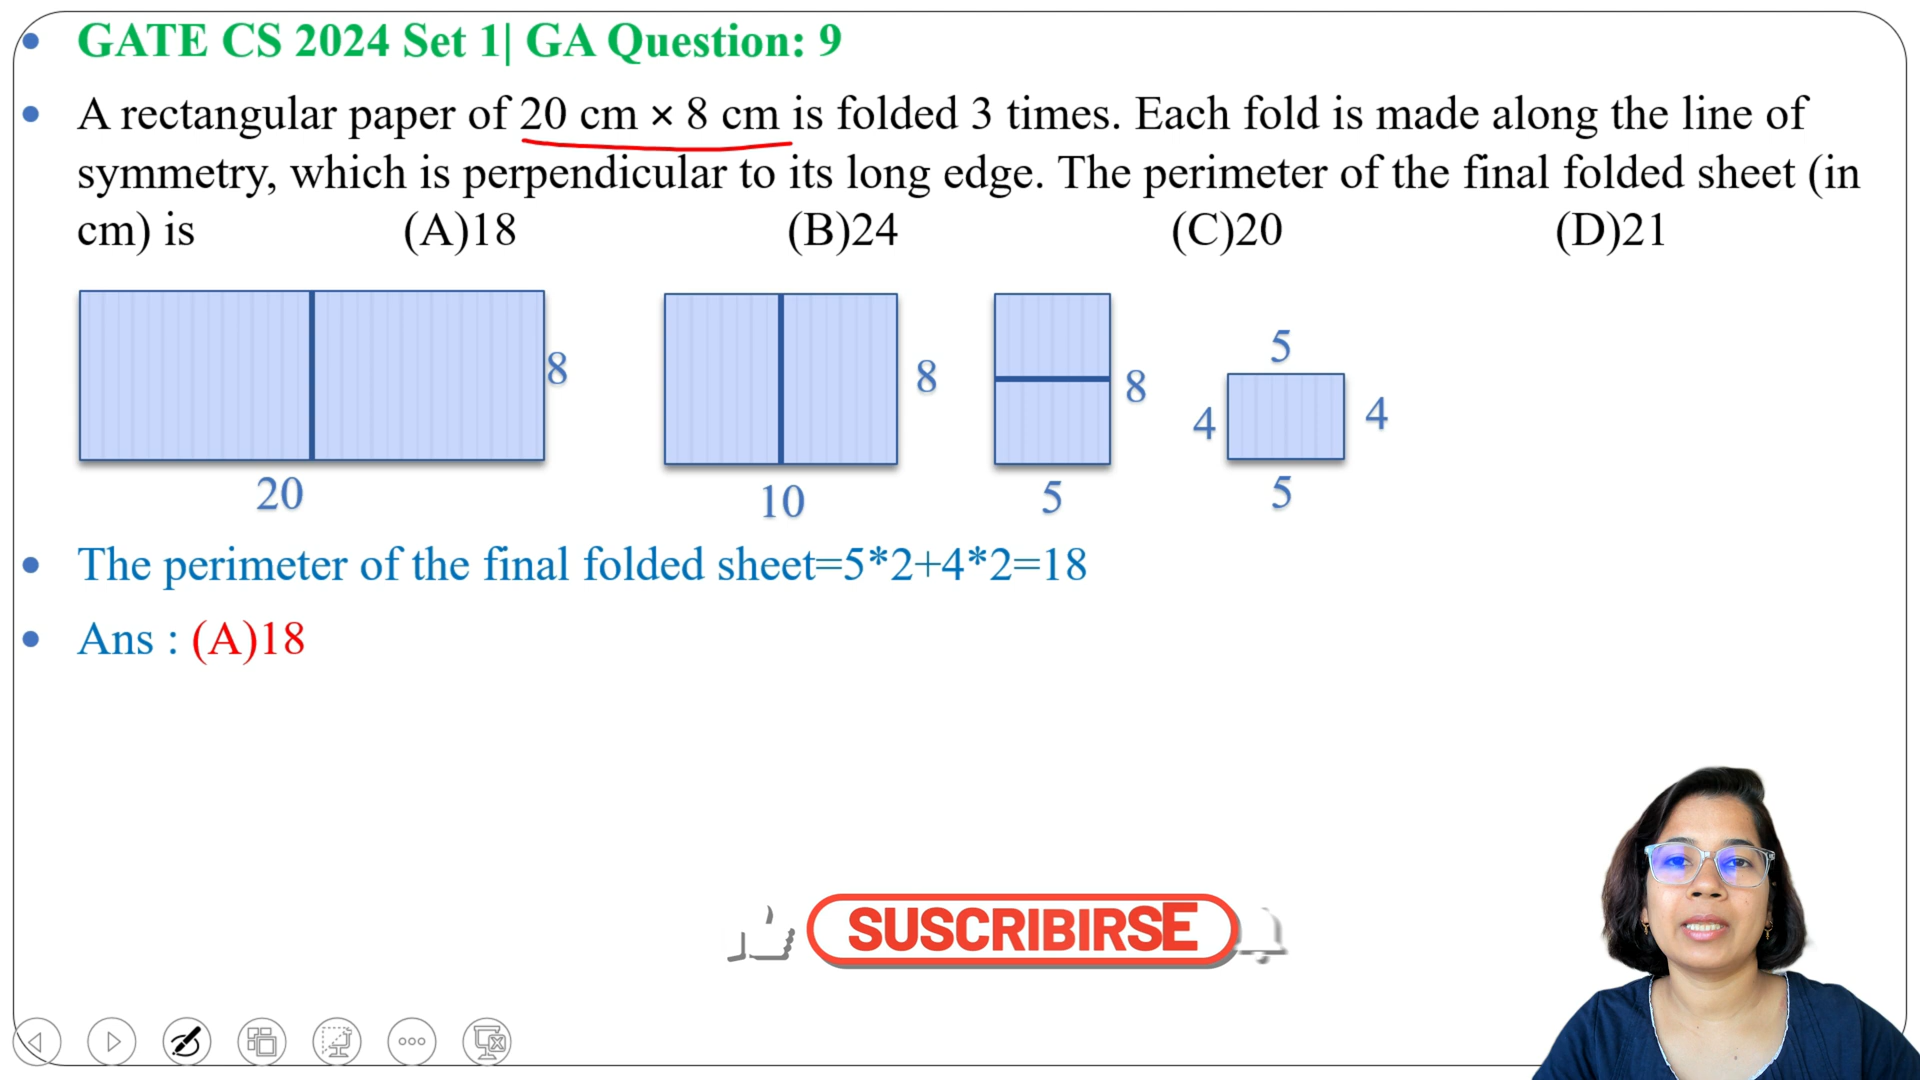 GATE CS 2024 Set 1| GA Question: 9
A rectangular paper of 20 cm × 8 cm is folded 3 times. Each fold is made along the line of
symmetry, which is perpendicular to its long edge. The perimeter of the final folded sheet (in
cm) is (A)18 (B)24 (C)20 (D)21
8
20
8
10
8
5
5
4
4
5
The perimeter of the final folded sheet=5*2+4*2=18
Ans : (A)18
SUSCRIBIRSE